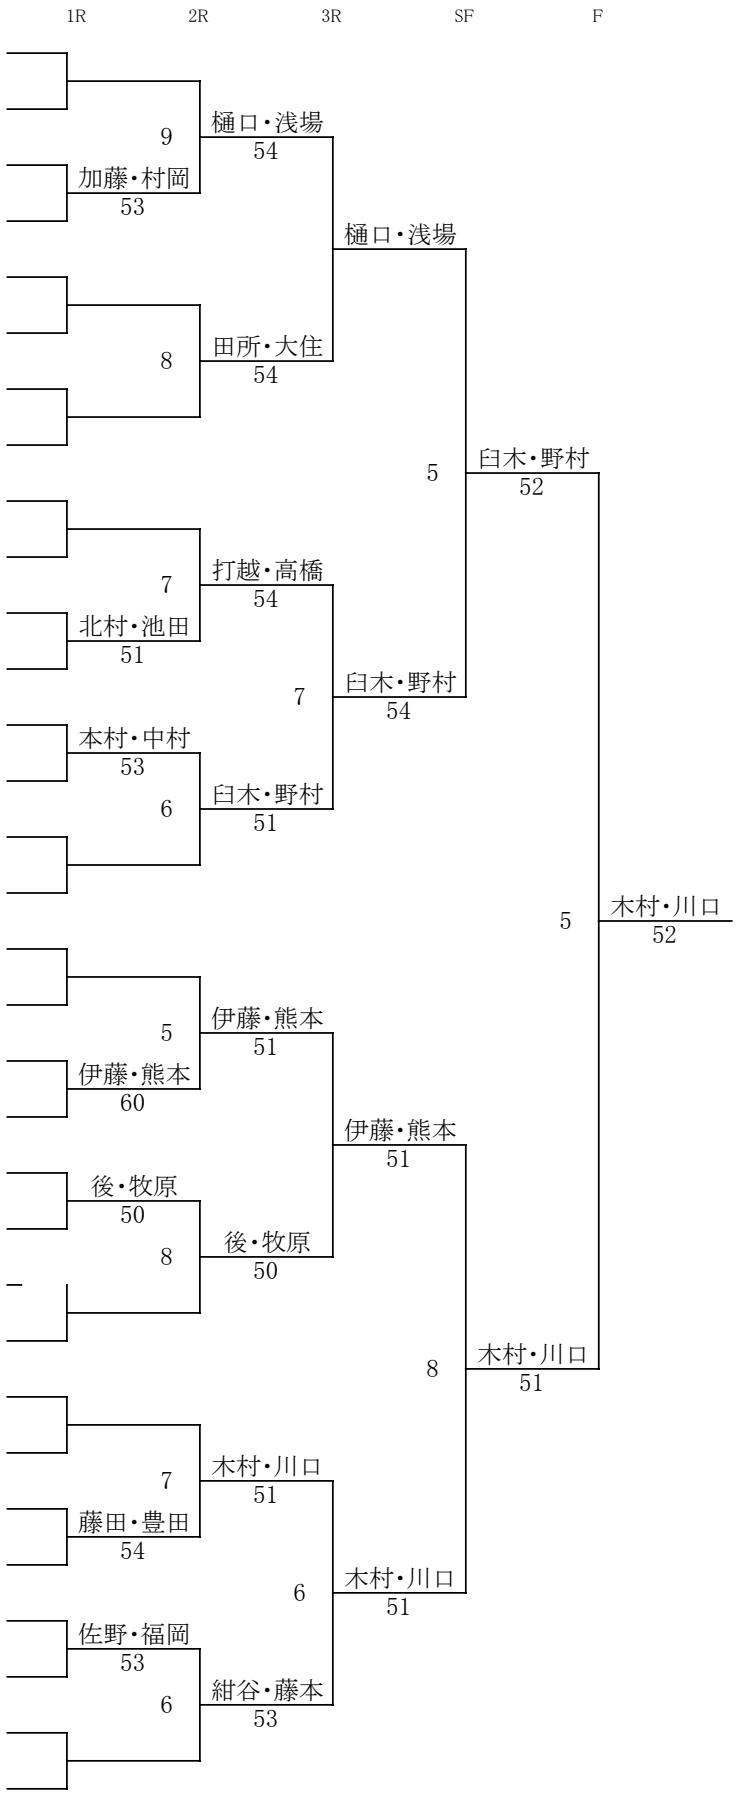 1R 2R 3R SF F
樋口・浅場
9
54
加藤・村岡
53
樋口・浅場
田所・大住
8
54
臼木・野村
5
52
打越・高橋
7
54
北村・池田
51
臼木・野村
7
54
本村・中村
53
臼木・野村
6
51
木村・川口
5
52
伊藤・熊本
5
51
伊藤・熊本
60
伊藤・熊本
51
後・牧原
50
後・牧原
8
50
木村・川口
8
51
木村・川口
7
51
藤田・豊田
54
木村・川口
6
51
佐野・福岡
53
紺谷・藤本
6
53